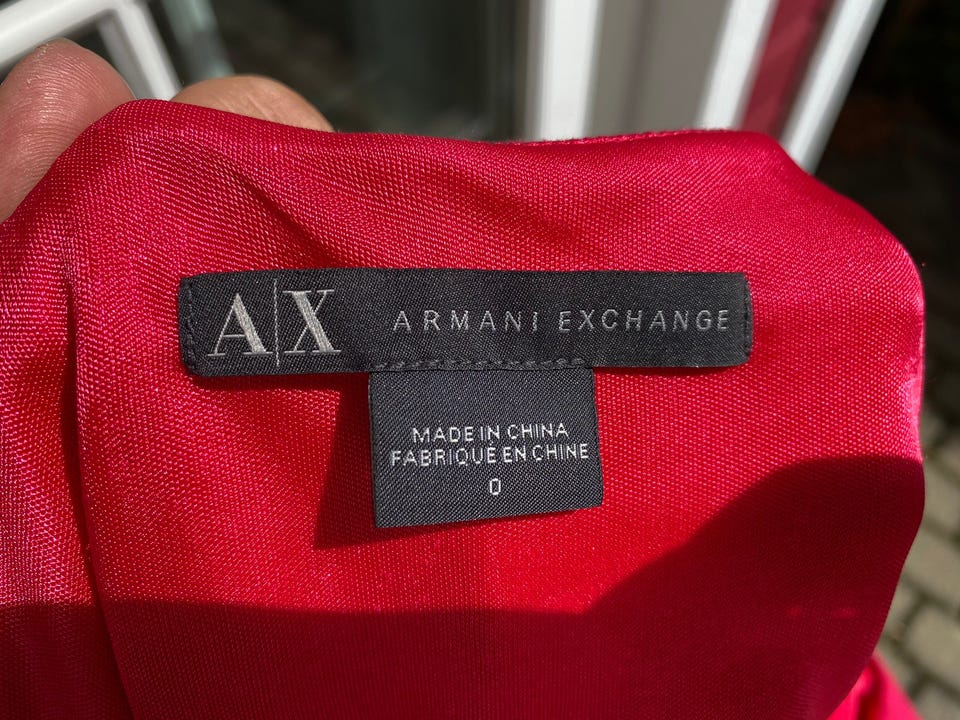 A|X ARMANI EXCHANGE
MADE IN CHINA
FABRIQUE EN CHINE
0